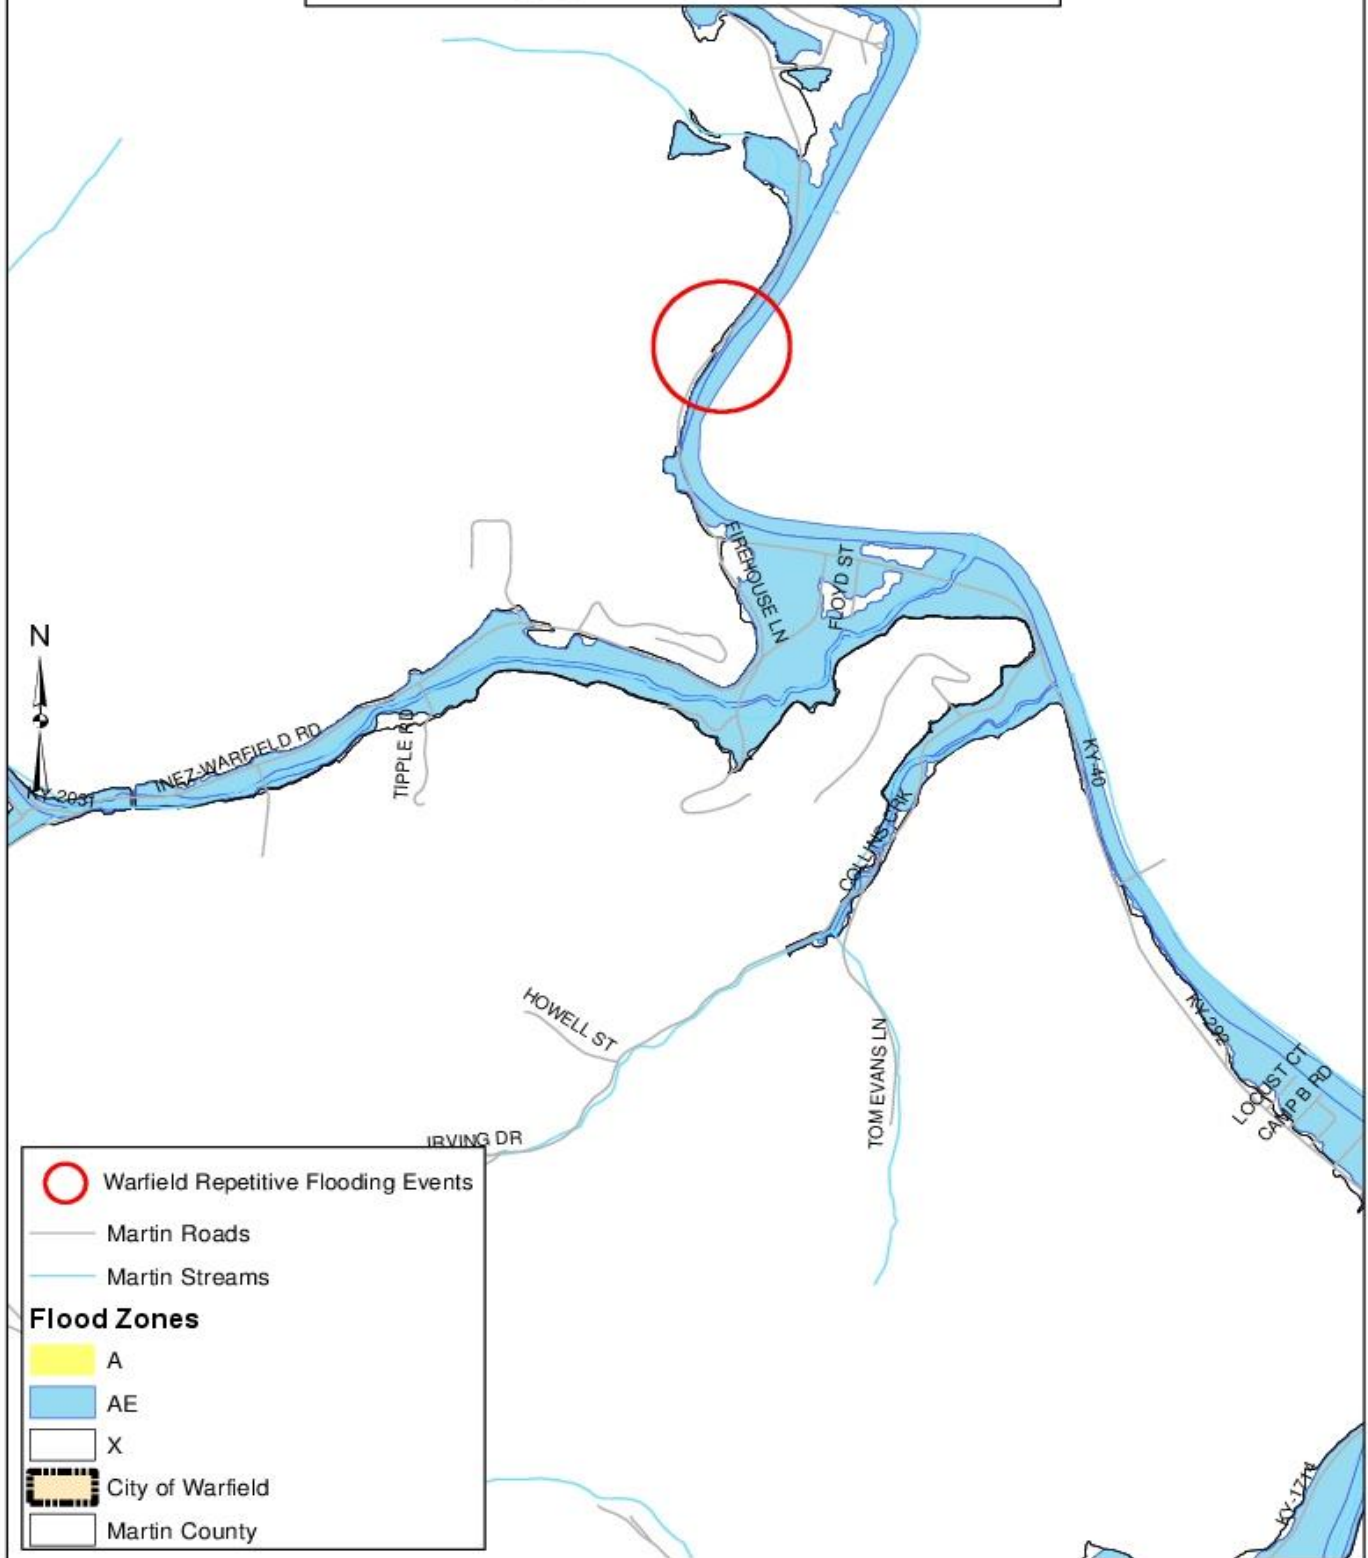 FIREHOUSE LN
FLOYD ST
N
INEZ-WARFIELD RD
TIPPLE RD
KY-2031
KY-40
COLLINS CRK
HOWELL ST
TOM EVANS LN
KY-292
LOCUST CT
CAMP B RD
IRVING DR
Warfield Repetitive Flooding Events
Martin Roads
Martin Streams
Flood Zones
A
AE
X
City of Warfield
Martin County
KY-1714